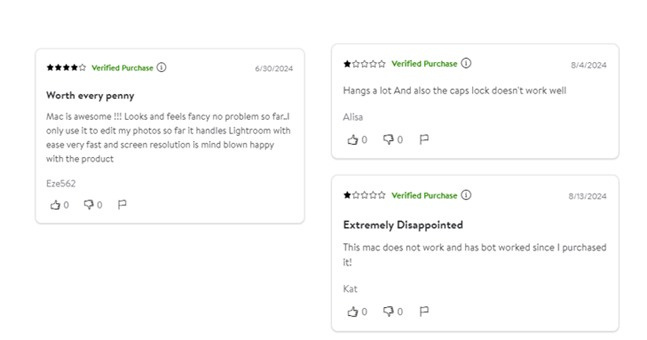 Verified Purchase 6/30/2024
Worth every penny
Mac is awesome !!! Looks and feels fancy no problem so far..I
only use it to edit my photos so far it handles Lightroom with
ease very fast and screen resolution is mind blown happy
with the product
Eze562
0 0
Verified Purchase 8/4/2024
Hangs a lot And also the caps lock doesn't work well
Alisa
0 0
Verified Purchase 8/13/2024
Extremely Disappointed
This mac does not work and has bot worked since I purchased
it!
Kat
0 0